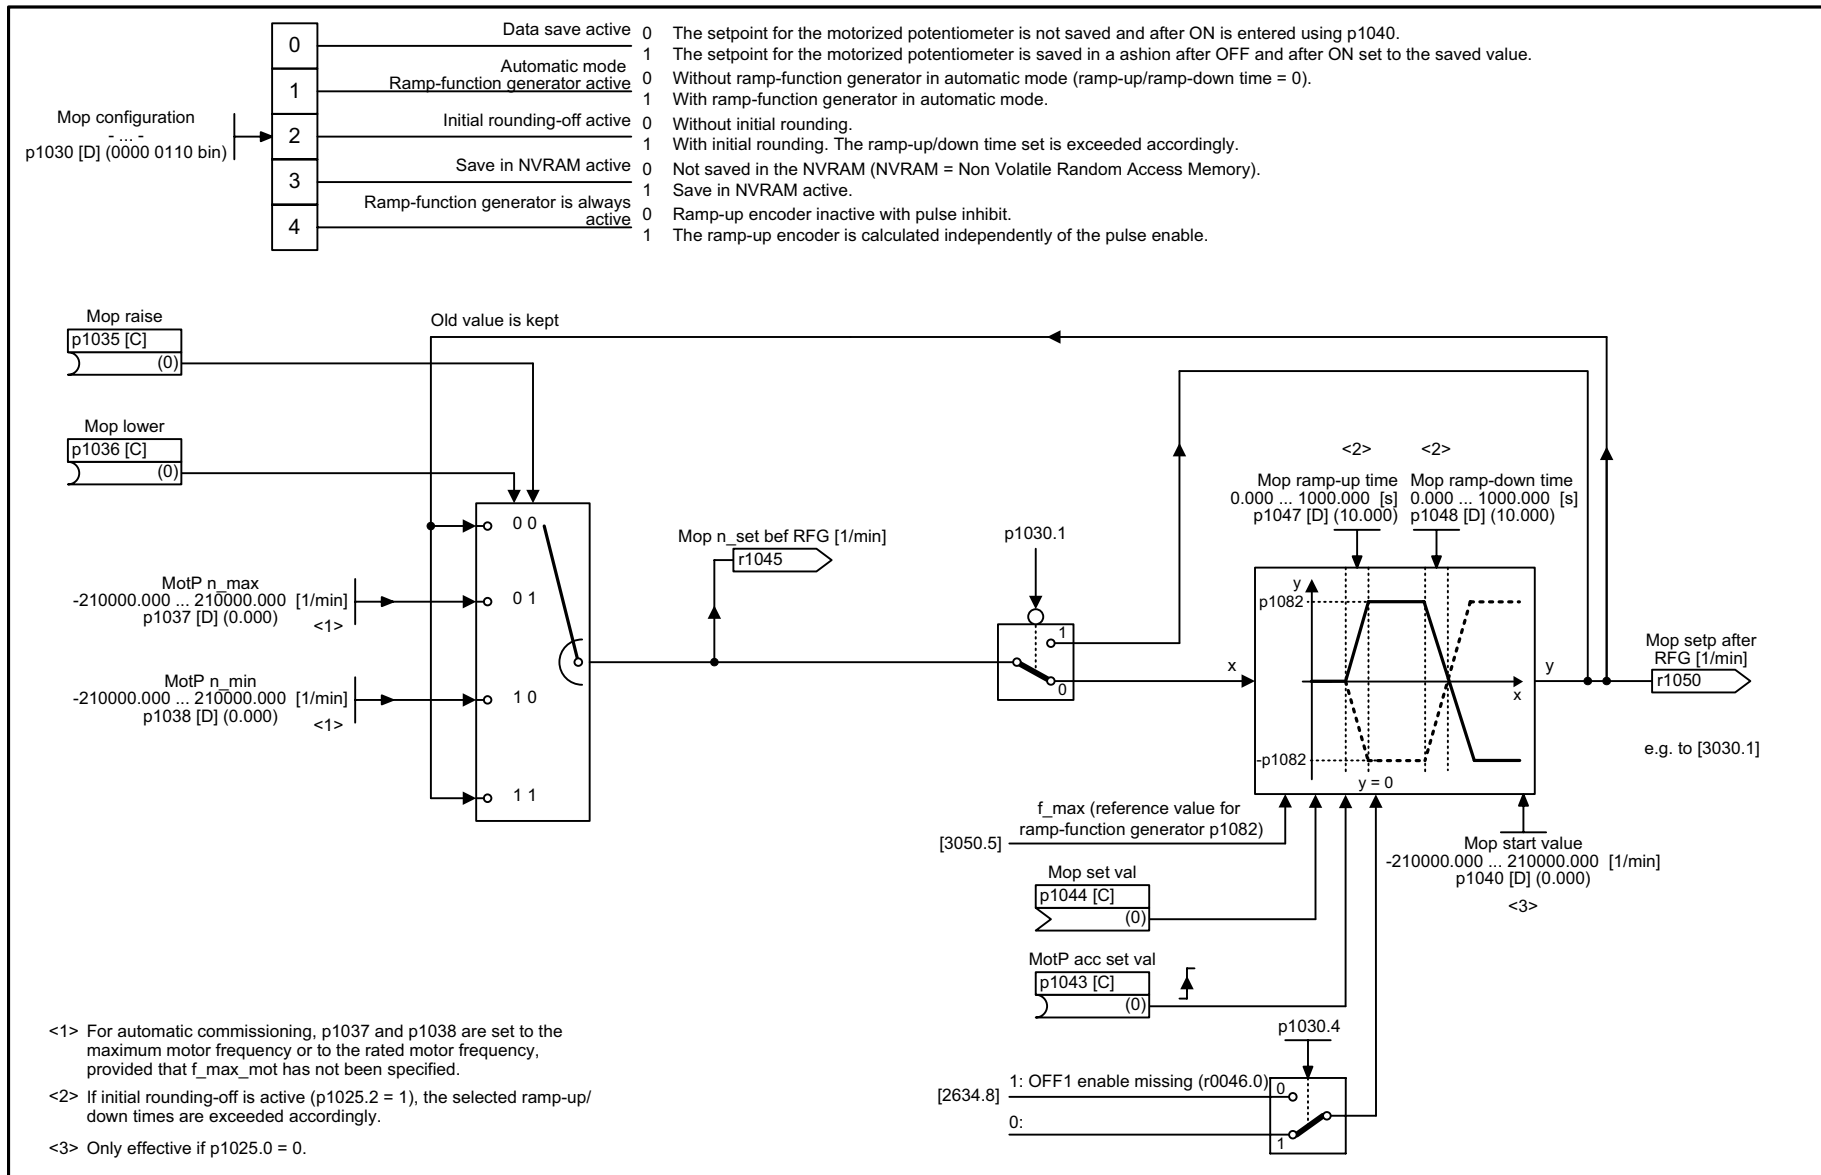 Mop configuration
- ... -
p1030 [D] (0000 0110 bin)
0
1
2
3
4
Data save active
0 The setpoint for the motorized potentiometer is not saved and after ON is entered using p1040.
1 The setpoint for the motorized potentiometer is saved in a ashion after OFF and after ON set to the saved value.
Automatic mode
Ramp-function generator active
0 Without ramp-function generator in automatic mode (ramp-up/ramp-down time = 0).
1 With ramp-function generator in automatic mode.
Initial rounding-off active
0 Without initial rounding.
1 With initial rounding. The ramp-up/down time set is exceeded accordingly.
Save in NVRAM active
0 Not saved in the NVRAM (NVRAM = Non Volatile Random Access Memory).
1 Save in NVRAM active.
Ramp-function generator is always
active
0 Ramp-up encoder inactive with pulse inhibit.
1 The ramp-up encoder is calculated independently of the pulse enable.
Mop raise
p1035 [C]
(0)
Old value is kept
Mop lower
p1036 [C]
(0)
0 0
0 1
1 0
1 1
MotP n_max
-210000.000 ... 210000.000 [1/min]
p1037 [D] (0.000)
<1>
MotP n_min
-210000.000 ... 210000.000 [1/min]
p1038 [D] (0.000)
<1>
Mop n_set bef RFG [1/min]
r1045
p1030.1
1
0
<2>
<2>
Mop ramp-up time
0.000 ... 1000.000 [s]
p1047 [D] (10.000)
Mop ramp-down time
0.000 ... 1000.000 [s]
p1048 [D] (10.000)
x
y
p1082
x
-p1082
y = 0
y
Mop setp after
RFG [1/min]
r1050
e.g. to [3030.1]
f_max (reference value for
ramp-function generator p1082)
[3050.5]
Mop start value
-210000.000 ... 210000.000 [1/min]
p1040 [D] (0.000)
<3>
Mop set val
p1044 [C]
(0)
MotP acc set val
p1043 [C]
(0)
p1030.4
[2634.8]
1: OFF1 enable missing (r0046.0)
0:
0
1
<1> For automatic commissioning, p1037 and p1038 are set to the
maximum motor frequency or to the rated motor frequency,
provided that f_max_mot has not been specified.
<2> If initial rounding-off is active (p1025.2 = 1), the selected ramp-up/
down times are exceeded accordingly.
<3> Only effective if p1025.0 = 0.